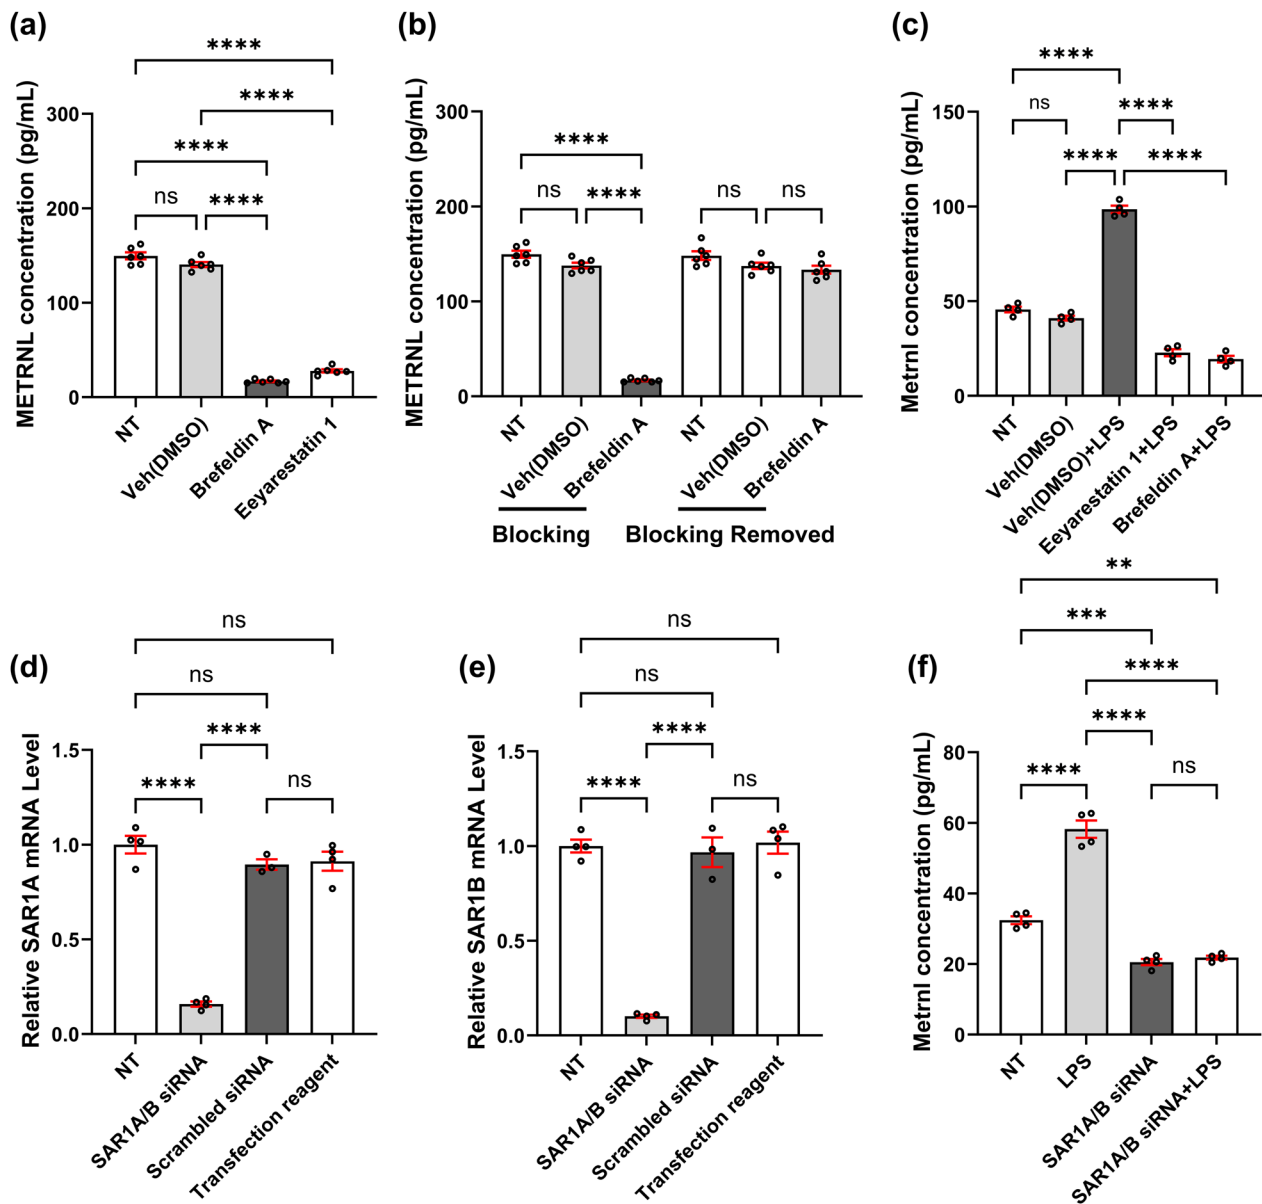 (a)
****
****
****
ns
****
METRNL concentration (pg/mL)
300
200
100
0
NT
Veh(DMSO)
Brefeldin A
Eeyarestatin 1
(b)
****
ns
****
ns
ns
METRNL concentration (pg/mL)
300
200
100
0
NT
Veh(DMSO)
Brefeldin A
NT
Veh(DMSO)
Brefeldin A
Blocking
Blocking Removed
(c)
****
ns
****
****
****
Metrnl concentration (pg/mL)
150
100
50
0
NT
Veh(DMSO)
Veh(DMSO)+LPS
Eeyarestatin 1+LPS
Brefeldin A+LPS
(d)
ns
ns
****
****
ns
Relative SAR1A mRNA Level
1.5
1.0
0.5
0.0
NT
SAR1A/B siRNA
Scrambled siRNA
Transfection reagent
(e)
ns
ns
****
****
ns
Relative SAR1B mRNA Level
1.5
1.0
0.5
0.0
NT
SAR1A/B siRNA
Scrambled siRNA
Transfection reagent
(f)
**
***
****
****
****
ns
Metrnl concentration (pg/mL)
80
60
40
20
0
NT
LPS
SAR1A/B siRNA
SAR1A/B siRNA+LPS